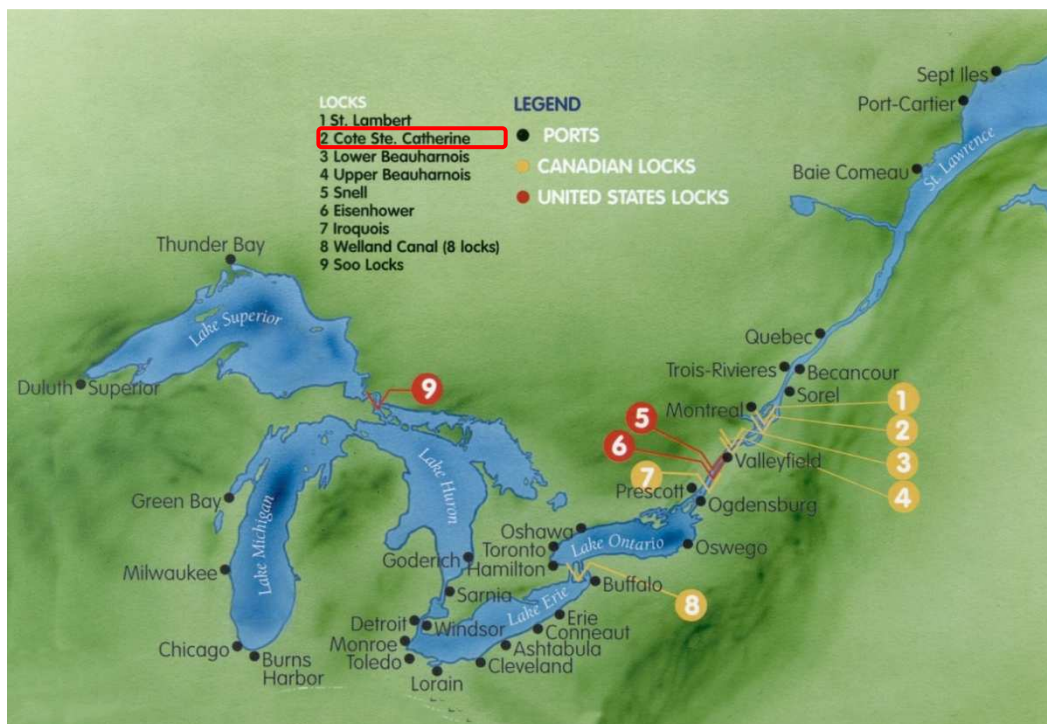 LOCKS
1 St. Lambert
2 Cote Ste. Catherine
3 Lower Beauharnois
4 Upper Beauharnois
5 Snell
6 Eisenhower
7 Iroquois
8 Welland Canal (8 locks)
9 Soo Locks
LEGEND
PORTS
CANADIAN LOCKS
UNITED STATES LOCKS
Sept Iles
Port-Cartier
Baie Comeau
St. Lawrence
Thunder Bay
Lake Superior
Duluth
Superior
9
Quebec
Trois-Rivieres
Becancour
Sorel
Montreal
1
2
3
4
5
6
7
Valleyfield
Prescott
Ogdensburg
Green Bay
Lake Michigan
Lake Huron
Milwaukee
Chicago
Burns
Harbor
Goderich
Sarnia
Oshawa
Toronto
Hamilton
Lake Ontario
Oswego
Buffalo
8
Lake Erie
Detroit
Windsor
Monroe
Toledo
Lorain
Erie
Conneaut
Ashtabula
Cleveland